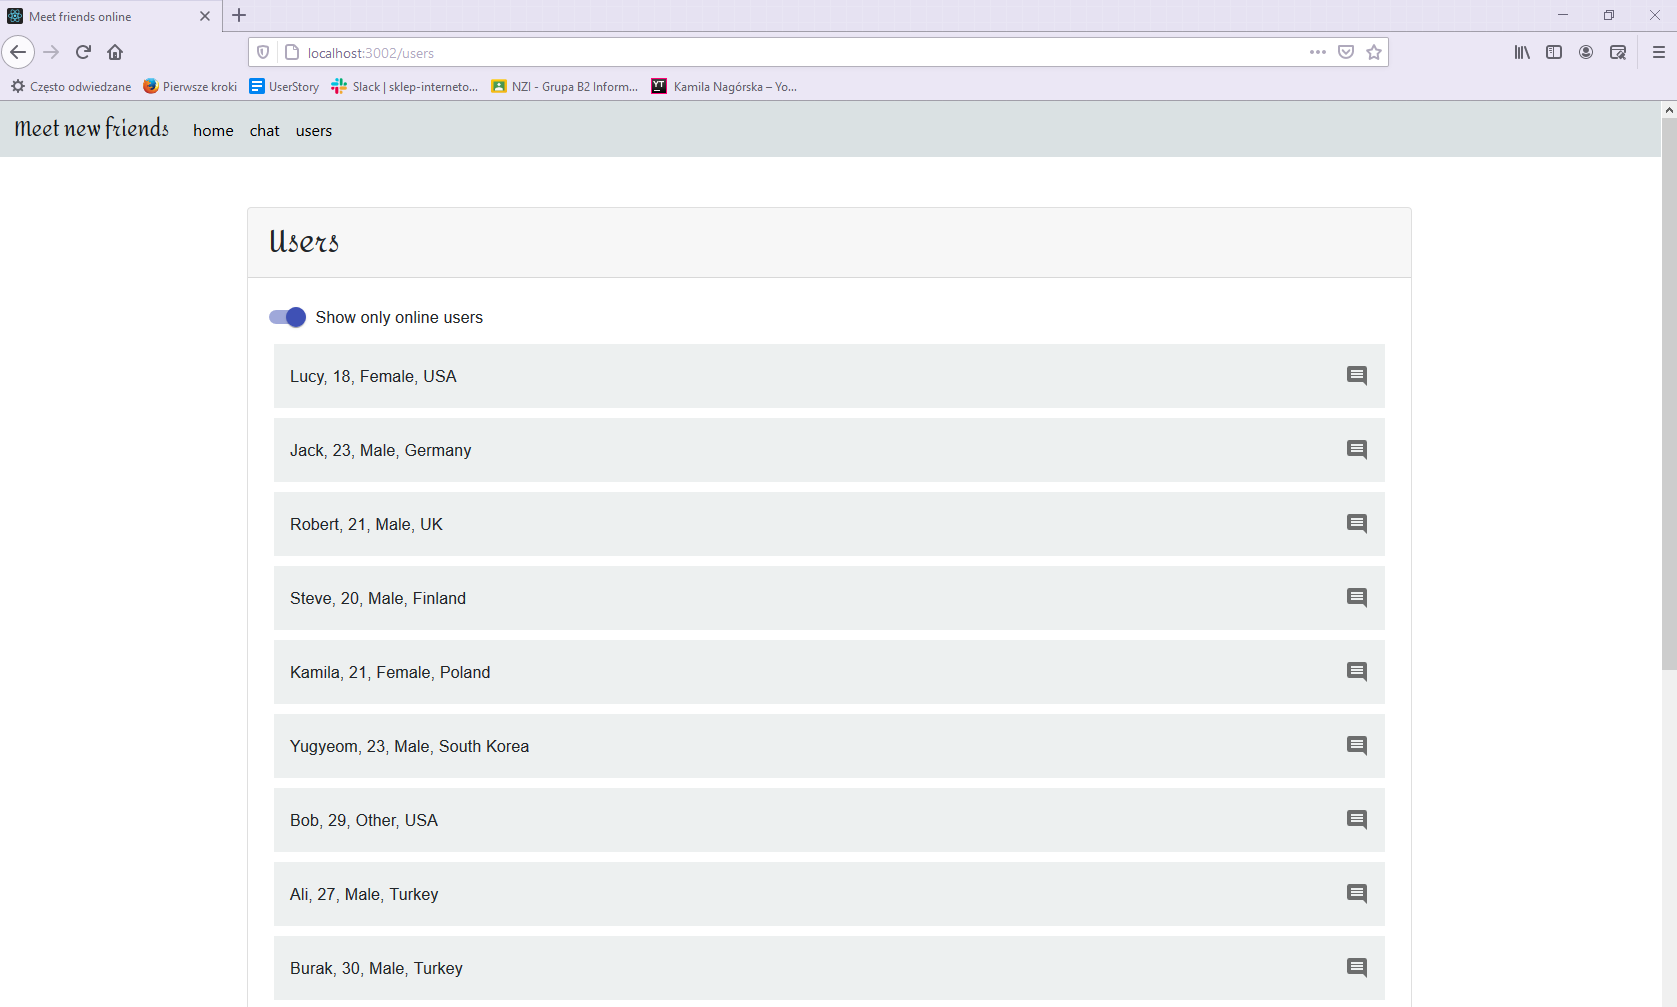 Meet friends online
localhost:3002/users
Często odwiedzane Pierwsze kroki UserStory Slack | sklep-interneto... NZI - Grupa B2 Inform... YT Kamila Nagórska – Yo...
Meet new friends home chat users
Users
Show only online users
Lucy, 18, Female, USA
Jack, 23, Male, Germany
Robert, 21, Male, UK
Steve, 20, Male, Finland
Kamila, 21, Female, Poland
Yugyeom, 23, Male, South Korea
Bob, 29, Other, USA
Ali, 27, Male, Turkey
Burak, 30, Male, Turkey